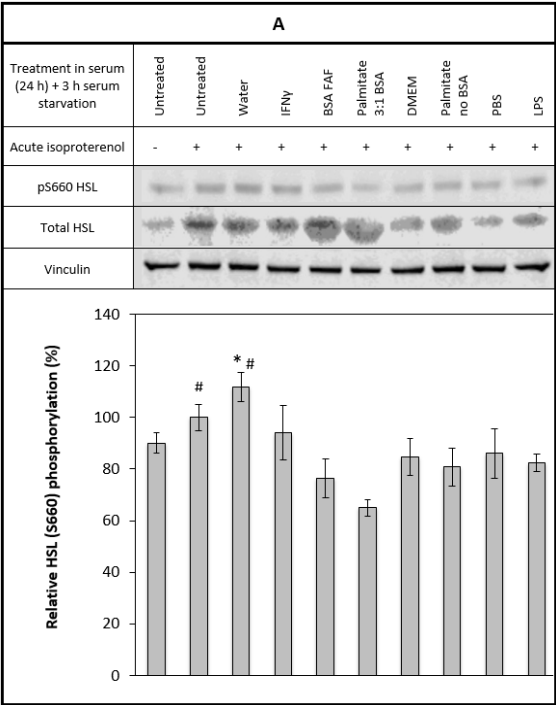 A
Treatment in serum
(24 h) + 3 h serum
starvation
Untreated
Untreated
Water
IFNγ
BSA FAF
Palmitate
3:1 BSA
DMEM
Palmitate
no BSA
PBS
LPS
Acute isoproterenol
- + + + + + + + + +
pS660 HSL
Total HSL
Vinculin
Relative HSL (S660) phosphorylation (%)
140
120
100
80
60
40
20
0
#
* #